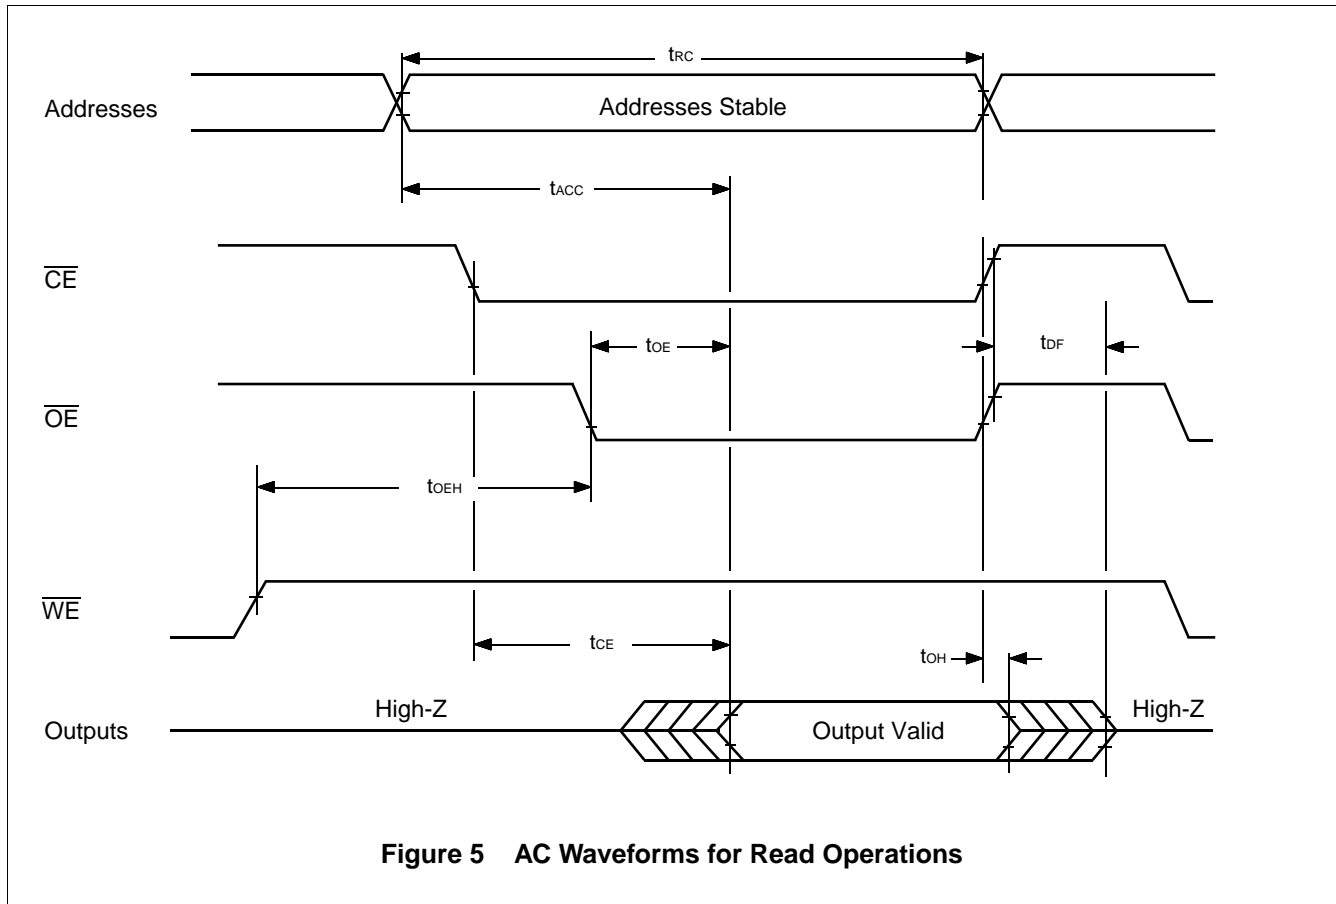 tRC
Addresses
Addresses Stable
tACC
CE
tOE
tDF
OE
tOEH
WE
tCE
tOH
High-Z
High-Z
Outputs
Output Valid
Figure 5 AC Waveforms for Read Operations